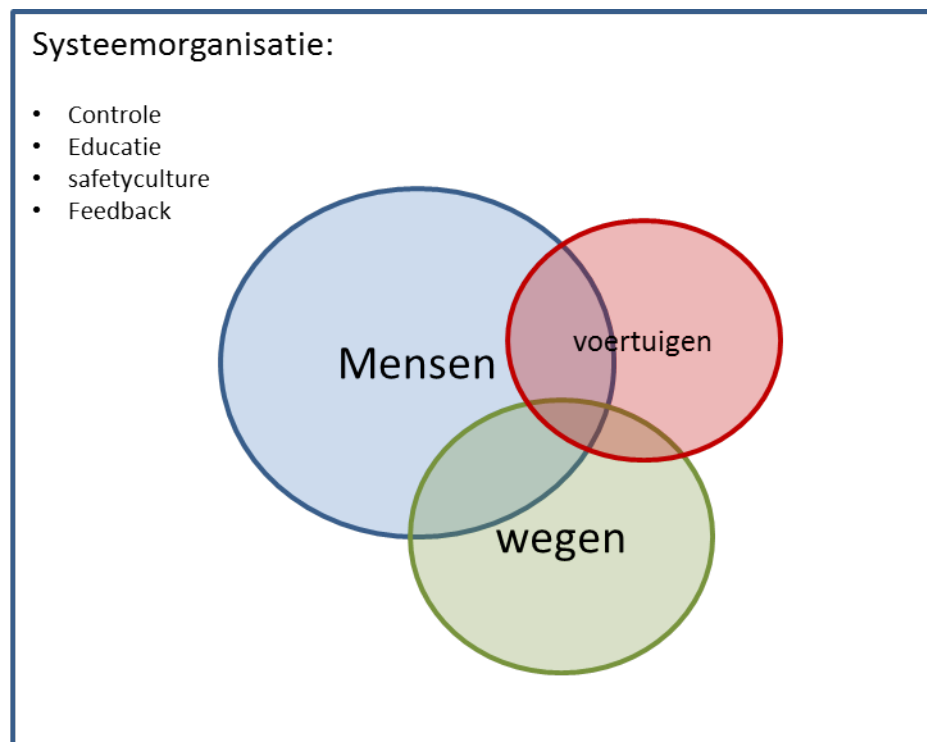 Systeemorganisatie:
• Controle
• Educatie
• safetyculture
• Feedback
voertuigen
Mensen
wegen